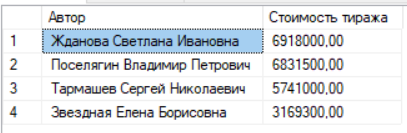 Автор Стоимость тиража
1 Жданова Светлана Ивановна 6918000,00
2 Поселягин Владимир Петрович 6831500,00
3 Тармашев Сергей Николаевич 5741000,00
4 Звездная Елена Борисовна 3169300,00